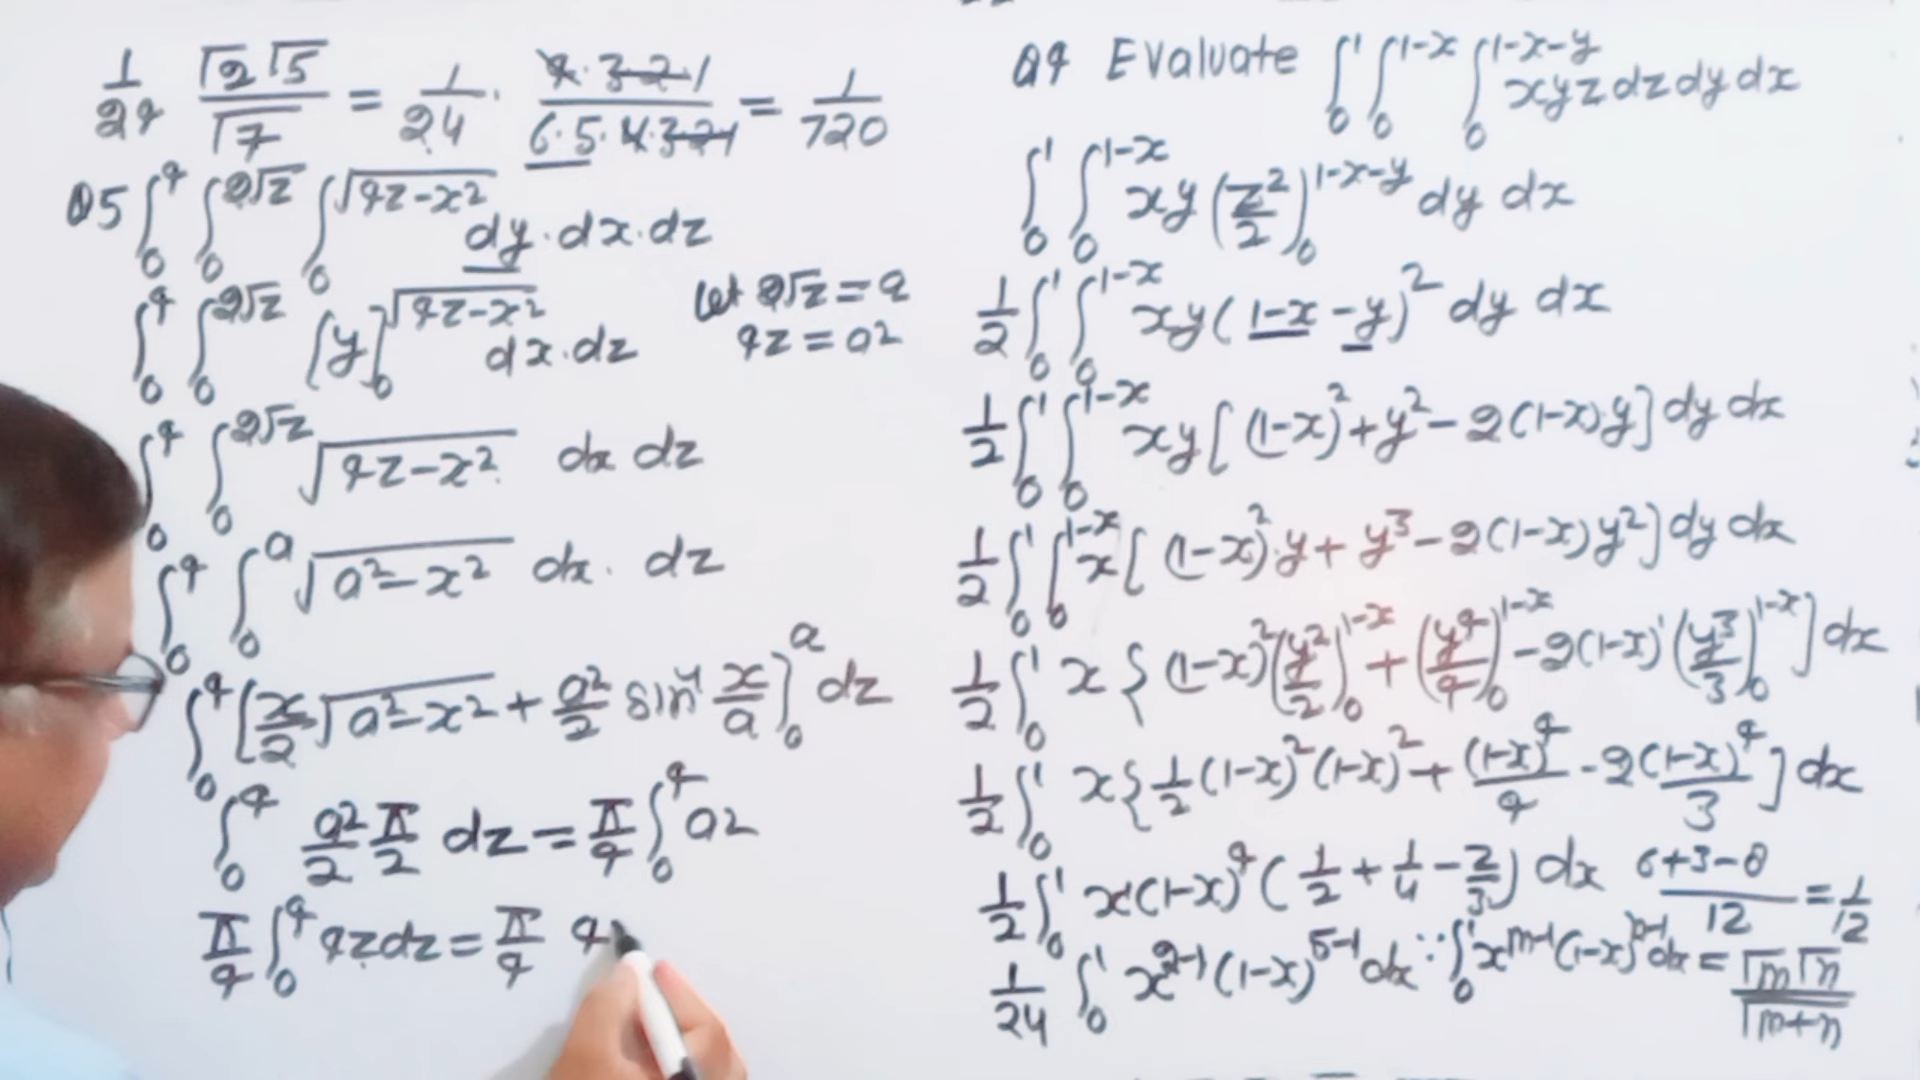 1/24 √2 √5 / √7 = 1/24 · 4·3·2·1 / 6·5·4·3·2·1 = 1/720
Q5 ∫₀⁴ ∫₀^(2√z) ∫₀^√(4z-x²) dy·dx·dz
∫₀⁴ ∫₀^(2√z) [y]₀^√(4z-x²) dx·dz
let 2√z = a
4z = a²
∫₀⁴ ∫₀^(2√z) √(4z-x²) dx dz
∫₀⁴ ∫₀^a √(a²-x²) dx· dz
∫₀⁴ [x/2 √(a²-x²) + a²/2 sin⁻¹ x/a]₀^a dz
∫₀⁴ a²/2 π/2 dz = π/4 ∫₀⁴ a²
π/4 ∫₀⁴ 4z dz = π/4 4
Q4 Evaluate ∫₀¹ ∫₀^(1-x) ∫₀^(1-x-y) xyz dz dy dx
∫₀¹ ∫₀^(1-x) xy (z²/2)₀^(1-x-y) dy dx
1/2 ∫₀¹ ∫₀^(1-x) xy (1-x-y)² dy dx
1/2 ∫₀¹ ∫₀^(1-x) xy [(1-x)² + y² - 2(1-x)y] dy dx
1/2 ∫₀¹ ∫₀^(1-x) x [(1-x)²·y + y³ - 2(1-x)y²] dy dx
1/2 ∫₀¹ x {(1-x)² (y²/2)₀^(1-x) + (y⁴/4)₀^(1-x) - 2(1-x)¹ (y³/3)₀^(1-x)] dx
1/2 ∫₀¹ x {1/2 (1-x)² (1-x)² + (1-x)⁴/4 - 2(1-x)⁴/3] dx
1/2 ∫₀¹ x¹(1-x)⁴ (1/2 + 1/4 - 2/3) dx 6+3-8 / 12 = 1/12
1/24 ∫₀¹ x^(2-1) (1-x)^(5-1) dx ∵ ∫₀¹ x^(m-1) (1-x)^(n-1) dx = √m √n / √m+n